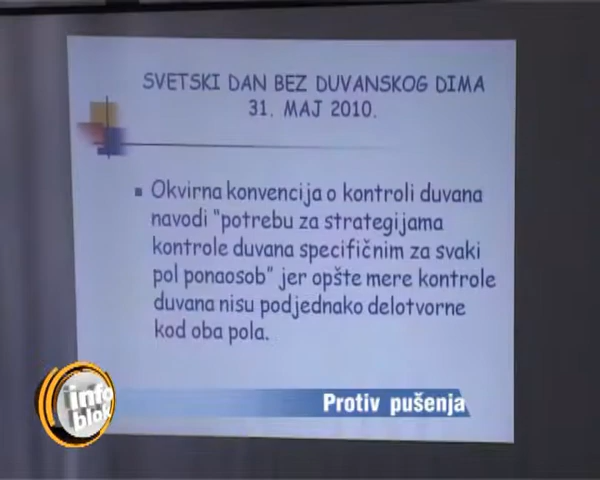 SVETSKI DAN BEZ DUVANSKOG DIMA
31. MAJ 2010.
Okvirna konvencija o kontroli duvana
navodi "potrebu za strategijama
kontrole duvana specifičnim za svaki
pol ponaosob" jer opšte mere kontrole
duvana nisu podjednako delotvorne
kod oba pola.
Protiv pušenja
info
blok